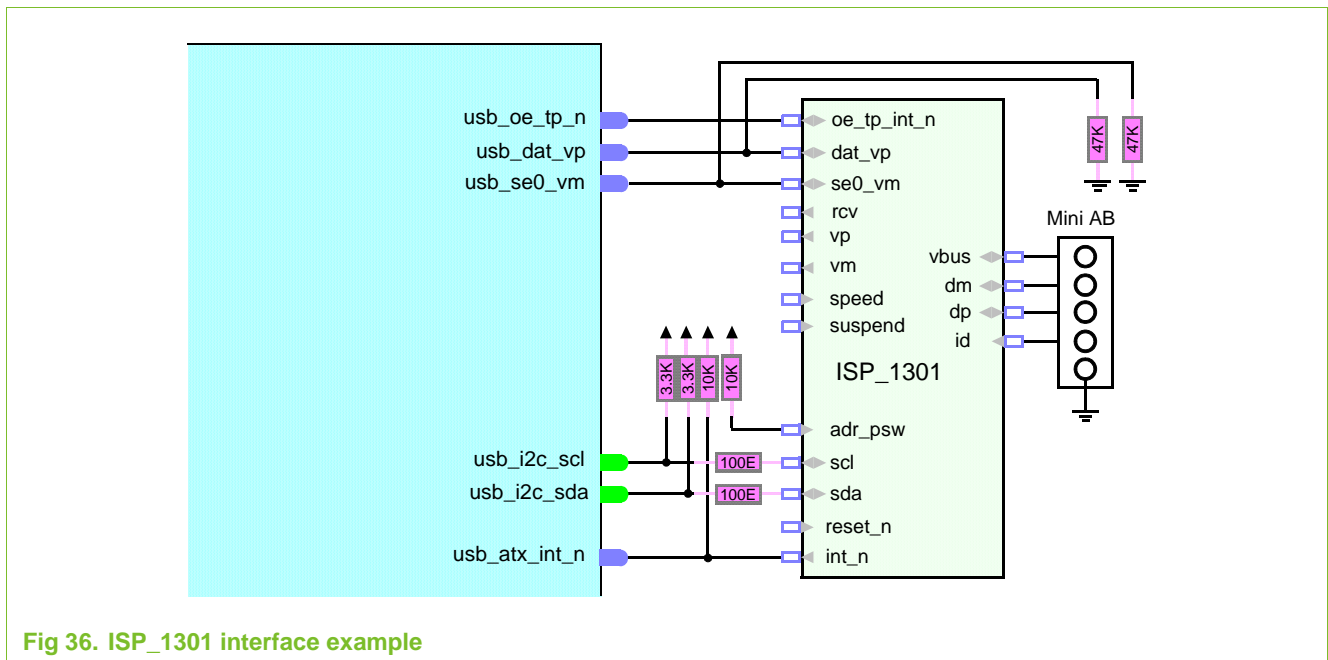 usb_oe_tp_n
usb_dat_vp
usb_se0_vm
usb_i2c_scl
usb_i2c_sda
usb_atx_int_n
3.3K
3.3K
10K
10K
100E
100E
oe_tp_int_n
dat_vp
se0_vm
rcv
vp
vm
speed
suspend
ISP_1301
adr_psw
scl
sda
reset_n
int_n
vbus
dm
dp
id
47K
47K
Mini AB
Fig 36. ISP_1301 interface example